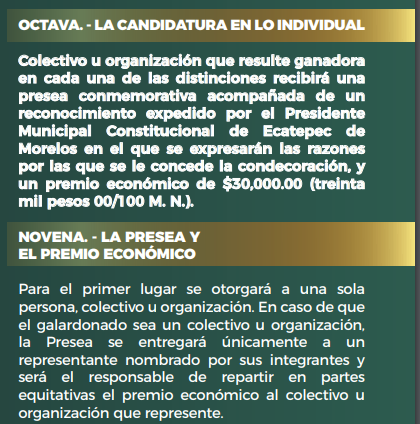 OCTAVA. - LA CANDIDATURA EN LO INDIVIDUAL
Colectivo u organización que resulte ganadora
en cada una de las distinciones recibirá una
presea conmemorativa acompañada de un
reconocimiento expedido por el Presidente
Municipal Constitucional de Ecatepec de
Morelos en el que se expresarán las razones
por las que se le concede la condecoración, y
un premio económico de $30,000.00 (treinta
mil pesos 00/100 M. N.).
NOVENA. - LA PRESEA Y
EL PREMIO ECONÓMICO
Para el primer lugar se otorgará a una sola
persona, colectivo u organización. En caso de que
el galardonado sea un colectivo u organización,
la Presea se entregará únicamente a un
representante nombrado por sus integrantes y
será el responsable de repartir en partes
equitativas el premio económico al colectivo u
organización que represente.